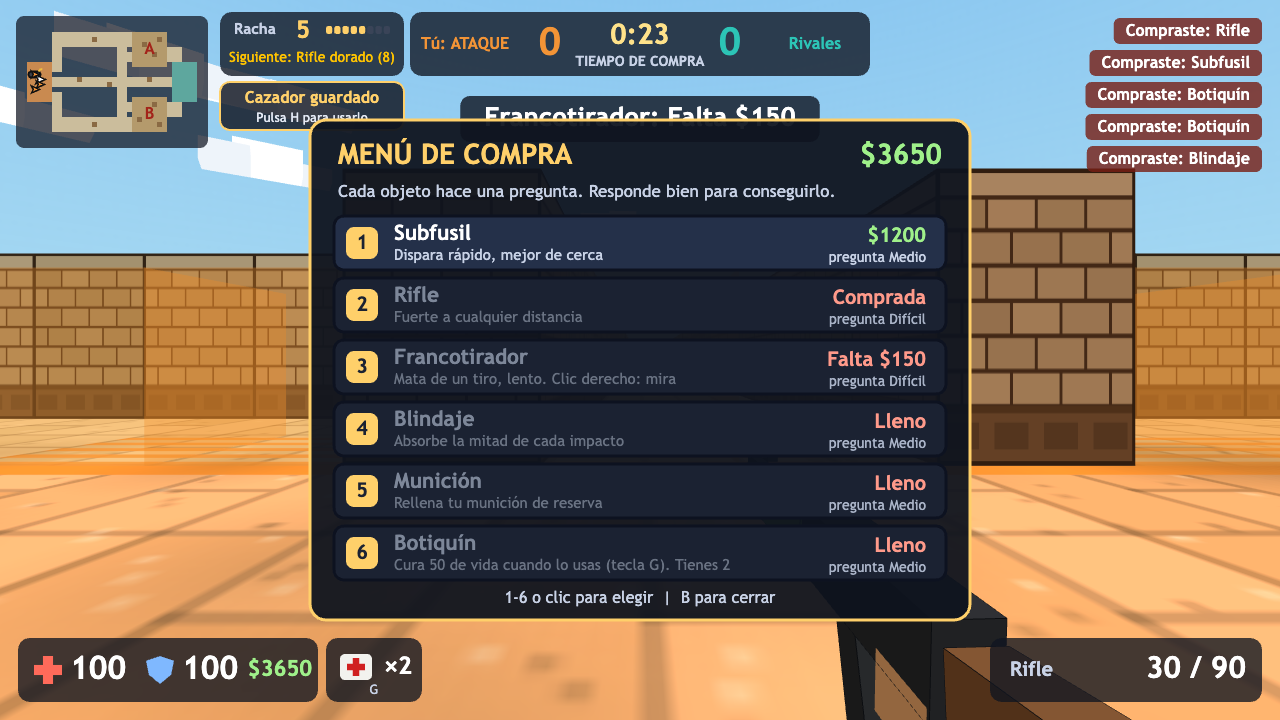 Racha 5
Siguiente: Rifle dorado (8)
Cazador guardado
Pulsa H para usarlo
Tú: ATAQUE 0 0:23 0 Rivales
TIEMPO DE COMPRA
Francotirador: Falta $150
A
B
Compraste: Rifle
Compraste: Subfusil
Compraste: Botiquín
Compraste: Botiquín
Compraste: Blindaje
MENÚ DE COMPRA $3650
Cada objeto hace una pregunta. Responde bien para conseguirlo.
1 Subfusil $1200
Dispara rápido, mejor de cerca pregunta Medio
2 Rifle Comprada
Fuerte a cualquier distancia pregunta Difícil
3 Francotirador Falta $150
Mata de un tiro, lento. Clic derecho: mira pregunta Difícil
4 Blindaje Lleno
Absorbe la mitad de cada impacto pregunta Medio
5 Munición Lleno
Rellena tu munición de reserva pregunta Medio
6 Botiquín Lleno
Cura 50 de vida cuando lo usas (tecla G). Tienes 2 pregunta Medio
1-6 o clic para elegir | B para cerrar
100 100 $3650
×2
G
Rifle 30 / 90